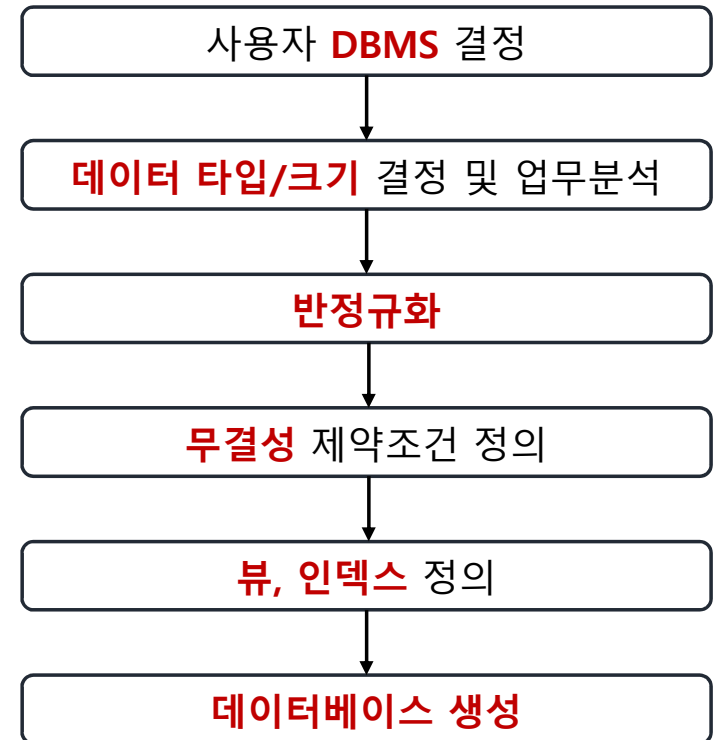 사용자 DBMS 결정
데이터 타입/크기 결정 및 업무분석
반정규화
무결성 제약조건 정의
뷰, 인덱스 정의
데이터베이스 생성